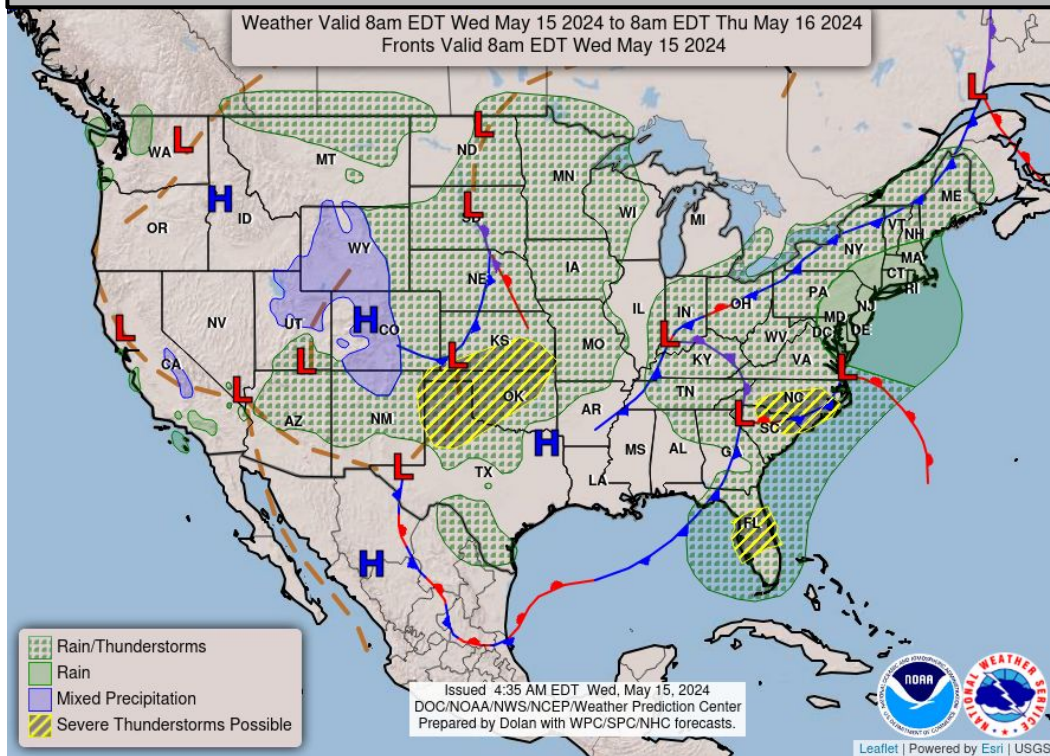 Weather Valid 8am EDT Wed May 15 2024 to 8am EDT Thu May 16 2024
Fronts Valid 8am EDT Wed May 15 2024
L
L
L
WA
MT
ND
MN
ME
H
ID
OR
L
SD
WI
MI
VT
NH
NY
WY
MA
CT
RI
NE
IA
PA
NJ
IL
IN
OH
MD
DE
DC
NV
UT
H
CO
L
L
WV
KS
MO
KY
VA
L
L
L
CA
L
OK
TN
NC
AZ
NM
AR
L
SC
H
MS
AL
GA
L
TX
LA
FL
H
Rain/Thunderstorms
Rain
Mixed Precipitation
Severe Thunderstorms Possible
Issued 4:35 AM EDT Wed, May 15, 2024
DOC/NOAA/NWS/NCEP/Weather Prediction Center
Prepared by Dolan with WPC/SPC/NHC forecasts.
NOAA
NATIONAL WEATHER SERVICE
Leaflet | Powered by Esri | USGS